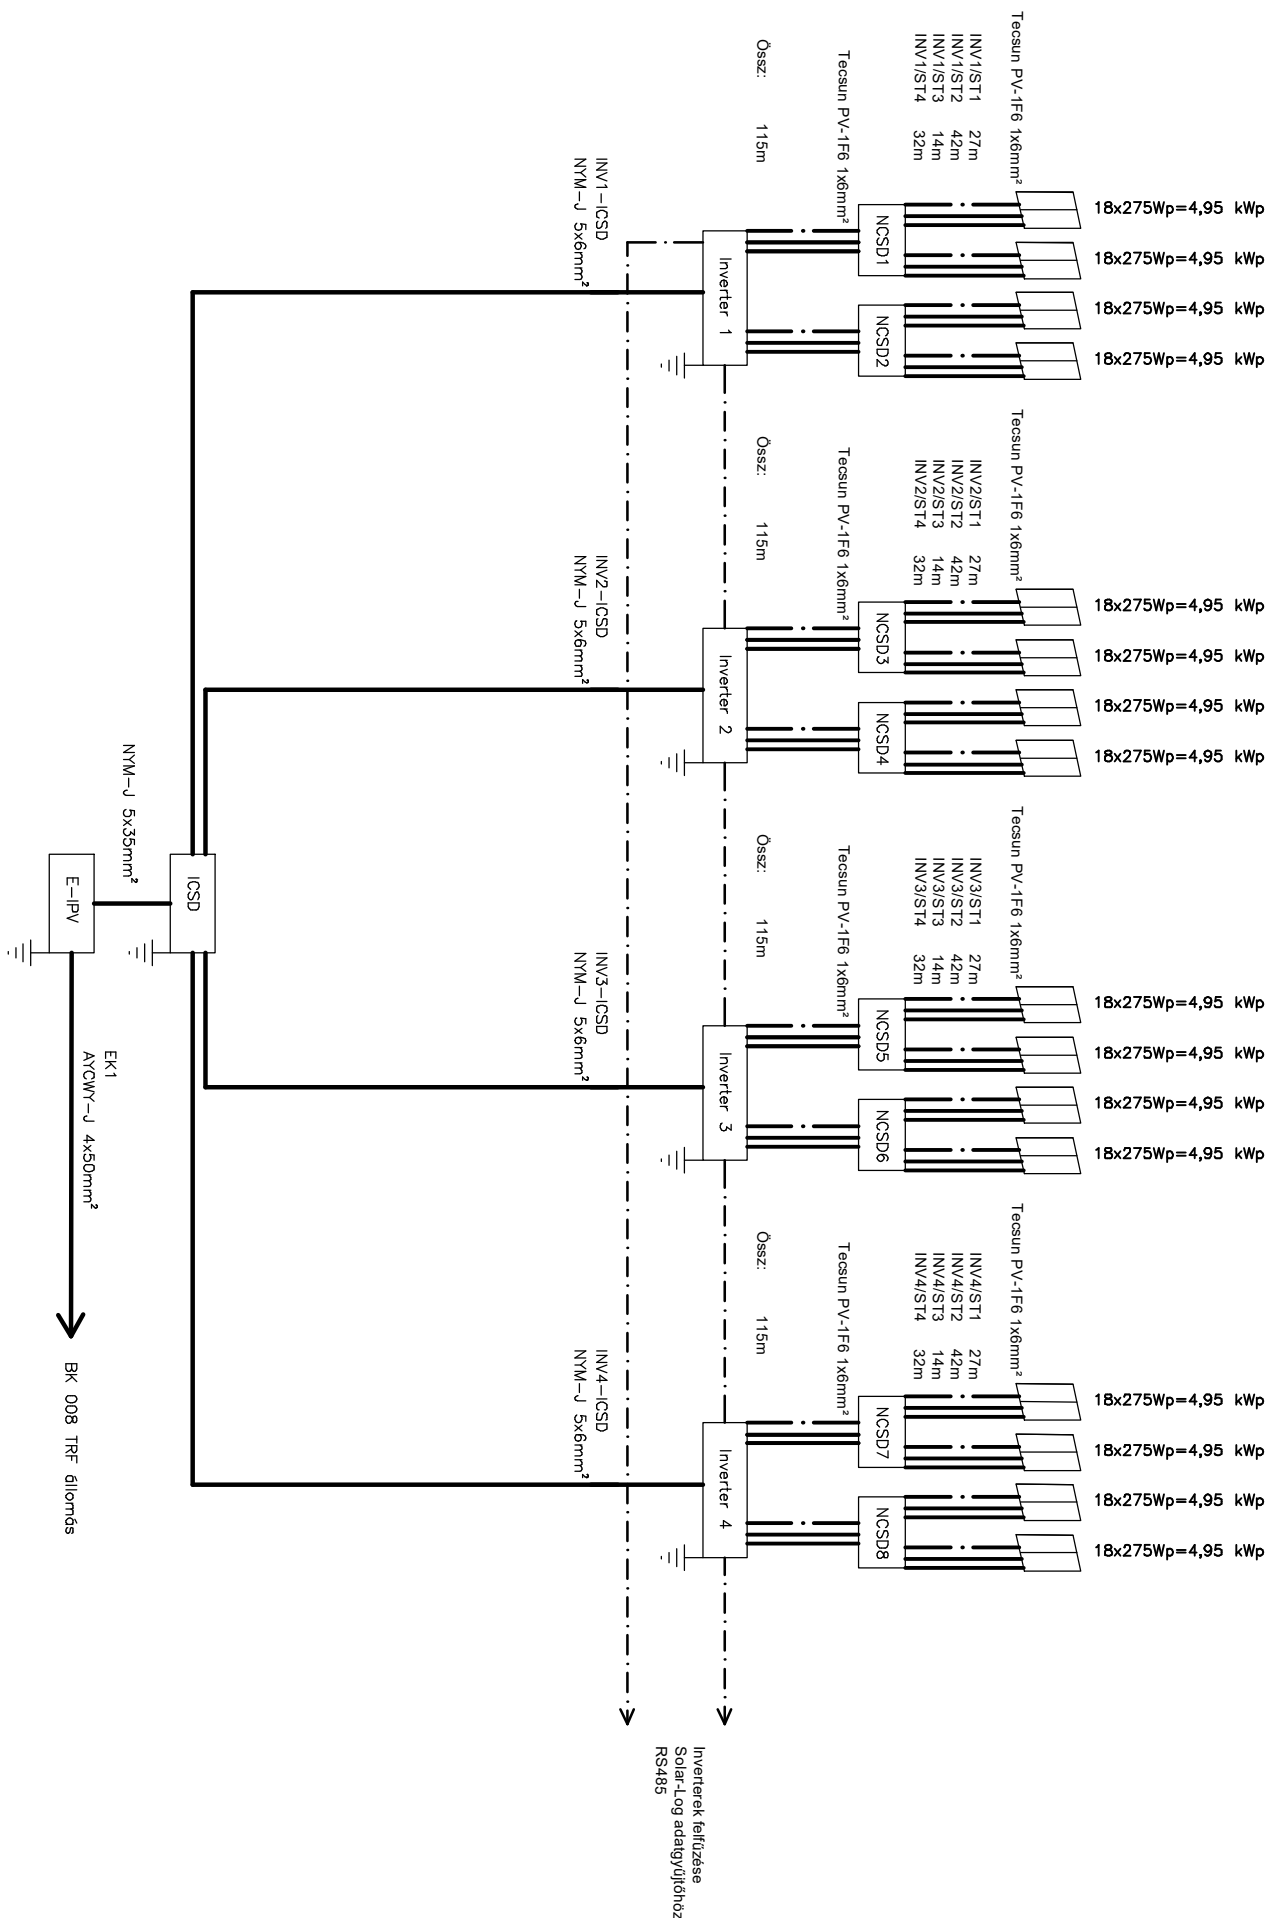 Tecsun PV-1F6 1x6mm²
INV1/ST1 27m
INV1/ST2 42m
INV1/ST3 14m
INV1/ST4 32m
Tecsun PV-1F6 1x6mm²
Össz: 115m
18x275Wp=4,95 kWp
18x275Wp=4,95 kWp
18x275Wp=4,95 kWp
18x275Wp=4,95 kWp
NCSD1
NCSD2
Inverter 1
INV1-ICSD
NYM-J 5x6mm²
Tecsun PV-1F6 1x6mm²
INV2/ST1 27m
INV2/ST2 42m
INV2/ST3 14m
INV2/ST4 32m
Tecsun PV-1F6 1x6mm²
Össz: 115m
18x275Wp=4,95 kWp
18x275Wp=4,95 kWp
18x275Wp=4,95 kWp
18x275Wp=4,95 kWp
NCSD3
NCSD4
Inverter 2
INV2-ICSD
NYM-J 5x6mm²
Tecsun PV-1F6 1x6mm²
INV3/ST1 27m
INV3/ST2 42m
INV3/ST3 14m
INV3/ST4 32m
Tecsun PV-1F6 1x6mm²
Össz: 115m
18x275Wp=4,95 kWp
18x275Wp=4,95 kWp
18x275Wp=4,95 kWp
18x275Wp=4,95 kWp
NCSD5
NCSD6
Inverter 3
INV3-ICSD
NYM-J 5x6mm²
Tecsun PV-1F6 1x6mm²
INV4/ST1 27m
INV4/ST2 42m
INV4/ST3 14m
INV4/ST4 32m
Tecsun PV-1F6 1x6mm²
Össz: 115m
18x275Wp=4,95 kWp
18x275Wp=4,95 kWp
18x275Wp=4,95 kWp
18x275Wp=4,95 kWp
NCSD7
NCSD8
Inverter 4
INV4-ICSD
NYM-J 5x6mm²
Inverterek felfűzése
Solar-Log adatgyűjtőhöz
RS485
ICSD
NYM-J 5x35mm²
E-IPV
EK1
AYCWY-J 4x50mm²
BK 008 TRF állomás